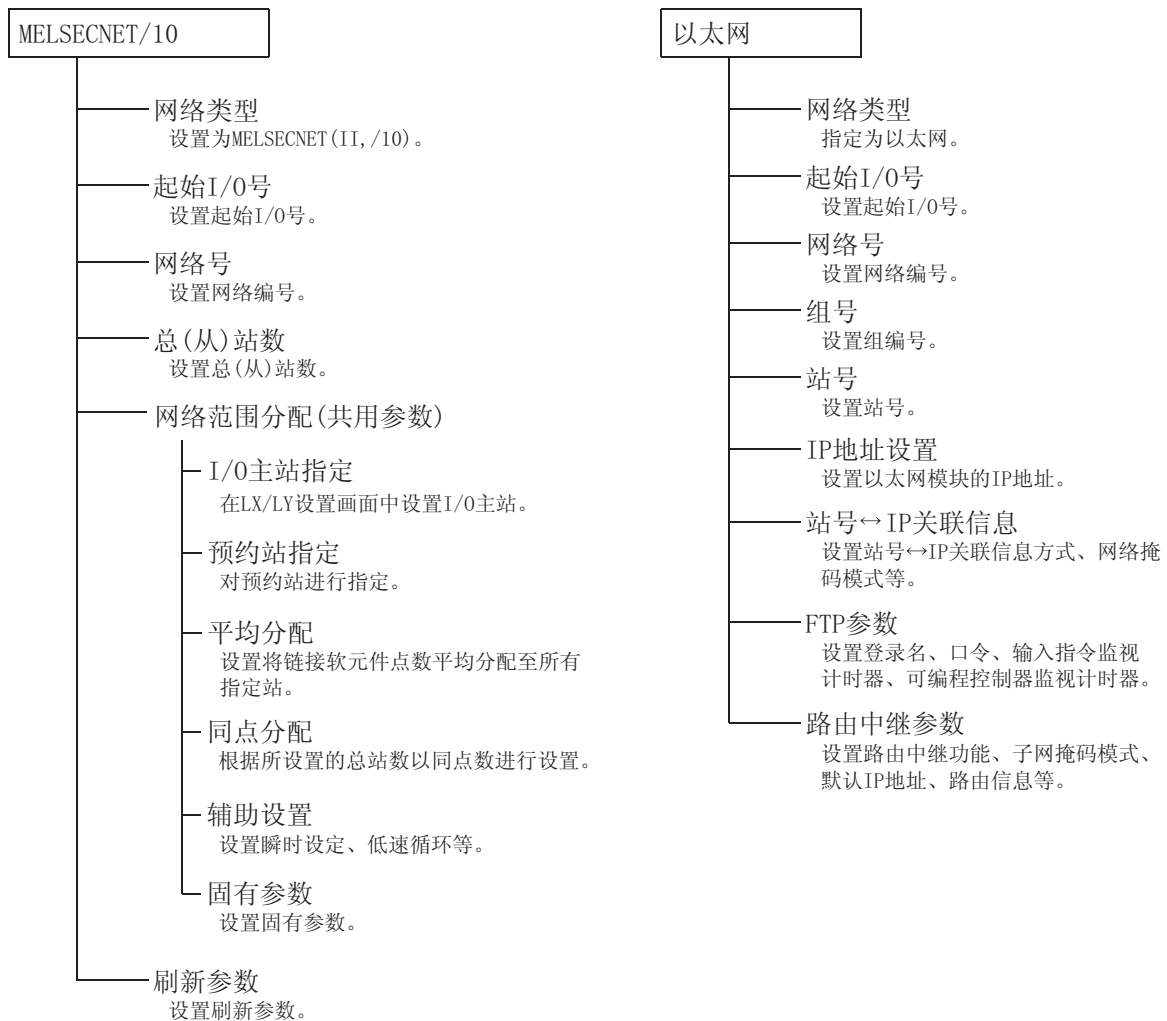 MELSECNET/10
网络类型
设置为MELSECNET(II,/10)。
起始I/O号
设置起始I/O号。
网络号
设置网络编号。
总(从)站数
设置总(从)站数。
网络范围分配(共用参数)
I/O主站指定
在LX/LY设置画面中设置I/O主站。
预约站指定
对预约站进行指定。
平均分配
设置将链接软元件点数平均分配至所有
指定站。
同点分配
根据所设置的总站数以同点数进行设置。
辅助设置
设置瞬时设定、低速循环等。
固有参数
设置固有参数。
刷新参数
设置刷新参数。
以太网
网络类型
指定为以太网。
起始I/O号
设置起始I/O号。
网络号
设置网络编号。
组号
设置组编号。
站号
设置站号。
IP地址设置
设置以太网模块的IP地址。
站号↔IP关联信息
设置站号↔IP关联信息方式、网络掩
码模式等。
FTP参数
设置登录名、口令、输入指令监视
计时器、可编程控制器监视计时器。
路由中继参数
设置路由中继功能、子网掩码模式、
默认IP地址、路由信息等。